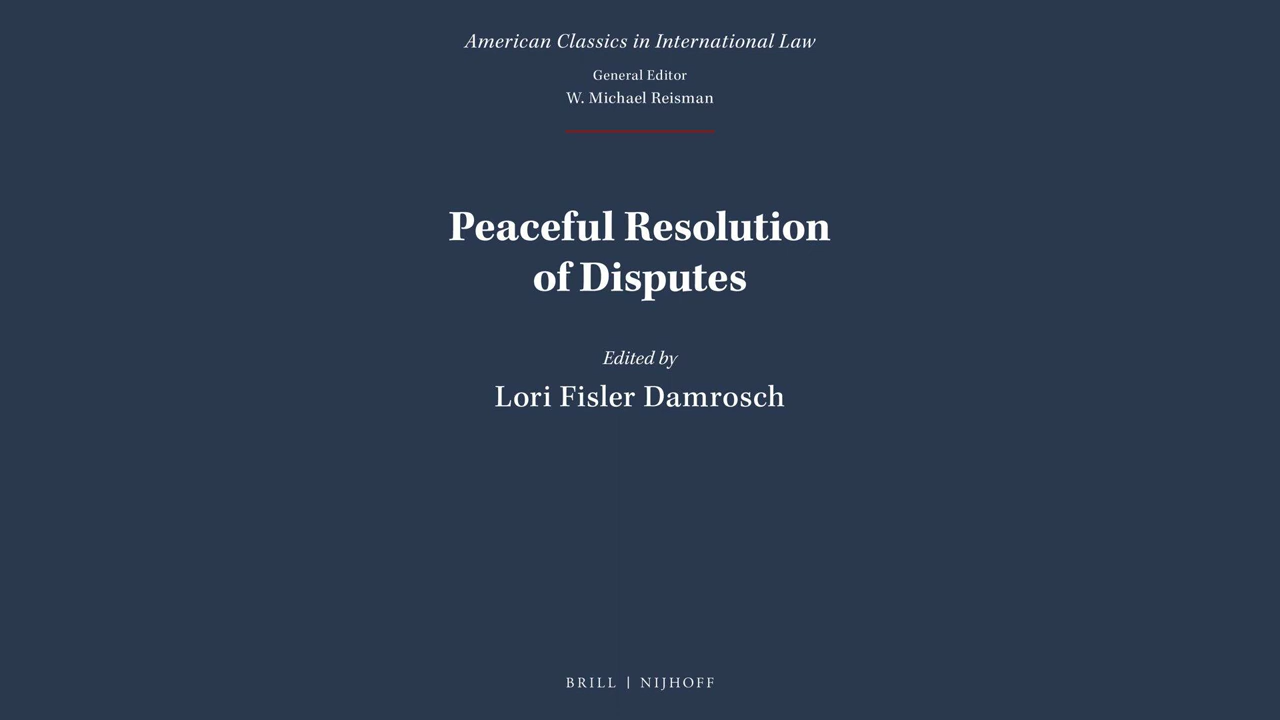 American Classics in International Law
General Editor
W. Michael Reisman
Peaceful Resolution
of Disputes
Edited by
Lori Fisler Damrosch
BRILL | NIJHOFF